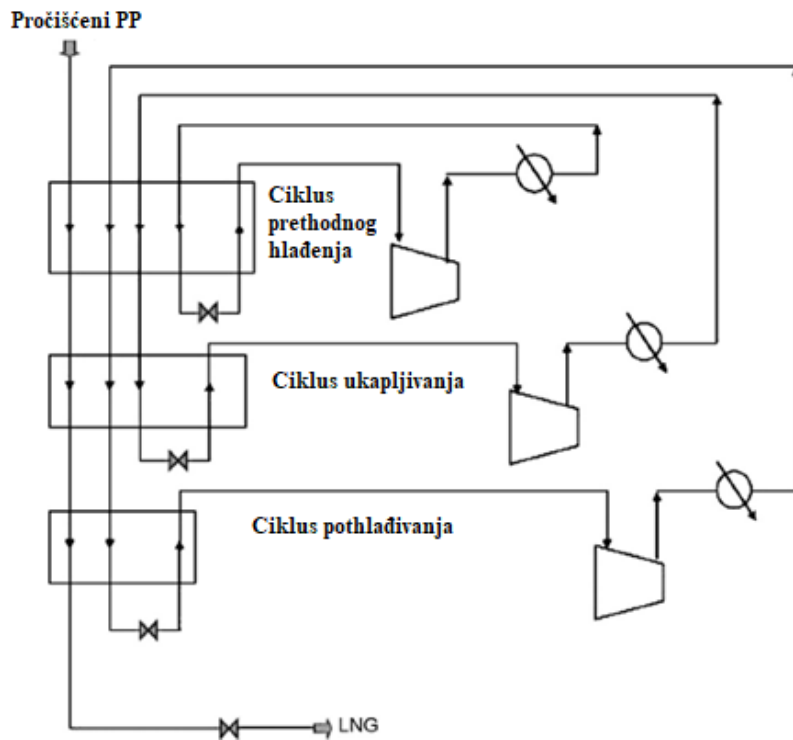 Pročišćeni PP
Ciklus
prethodnog
hlađenja
Ciklus ukapljivanja
Ciklus pothlađivanja
LNG